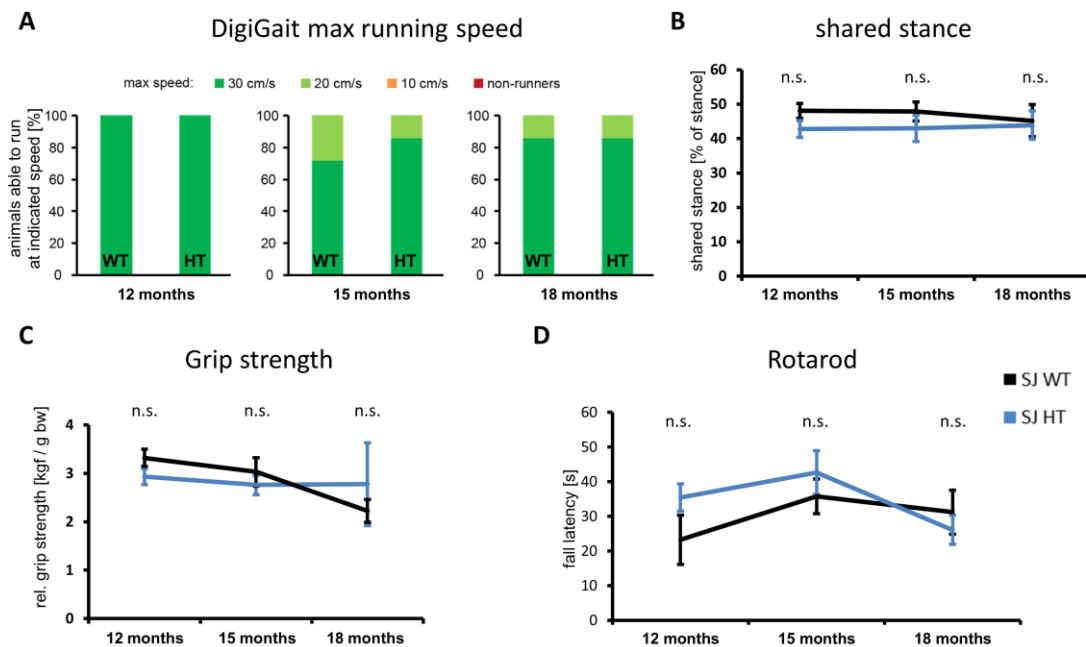 A
DigiGait max running speed
max speed: 30 cm/s 20 cm/s 10 cm/s non-runners
animals able to run
at indicated speed [%]
100
80
60
40
20
0
WT HT
12 months
100
80
60
40
20
0
WT HT
15 months
100
80
60
40
20
0
WT HT
18 months
B
shared stance
n.s. n.s. n.s.
shared stance [% of stance]
60
50
40
30
20
10
0
12 months 15 months 18 months
C
Grip strength
n.s. n.s. n.s.
rel. grip strength [kgf / g bw]
4
3
2
1
0
12 months 15 months 18 months
D
Rotarod
SJ WT
SJ HT
n.s. n.s. n.s.
fall latency [s]
60
50
40
30
20
10
0
12 months 15 months 18 months